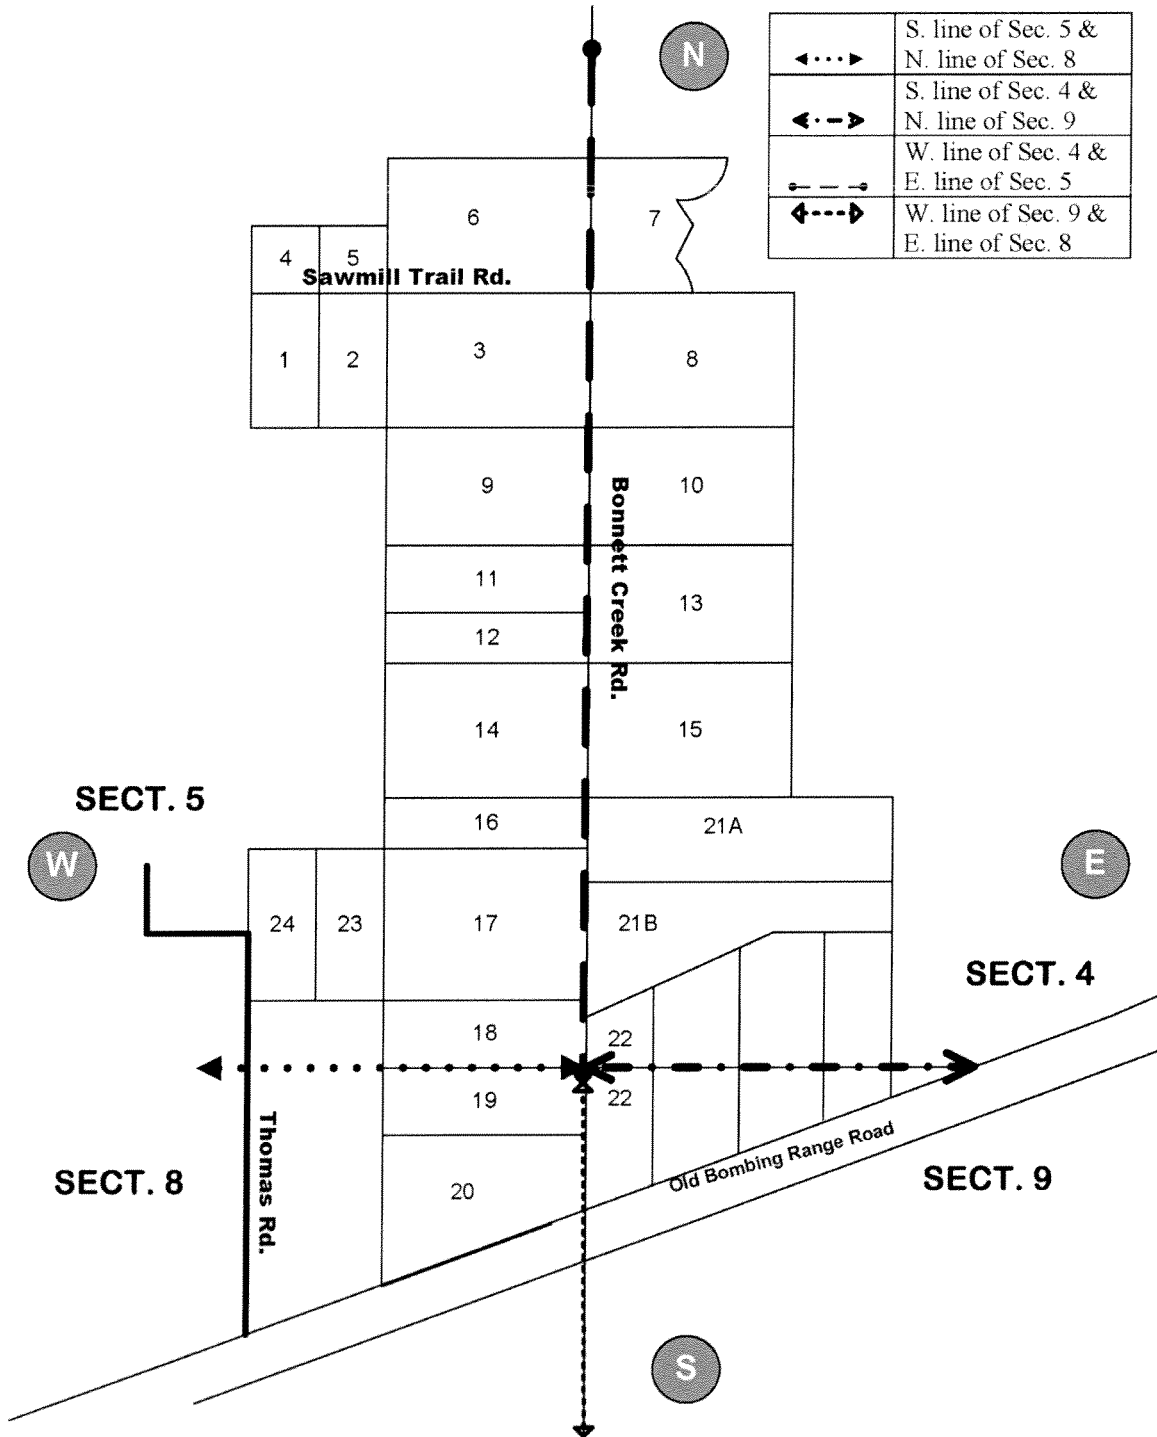 N
S. line of Sec. 5 &
N. line of Sec. 8
S. line of Sec. 4 &
N. line of Sec. 9
W. line of Sec. 4 &
E. line of Sec. 5
W. line of Sec. 9 &
E. line of Sec. 8
6
7
4
5
Sawmill Trail Rd.
1
2
3
8
9
10
Bonnett Creek Rd.
11
13
12
14
15
SECT. 5
16
21A
W
E
24
23
17
21B
SECT. 4
18
22
19
22
Thomas Rd.
Old Bombing Range Road
SECT. 8
SECT. 9
20
S